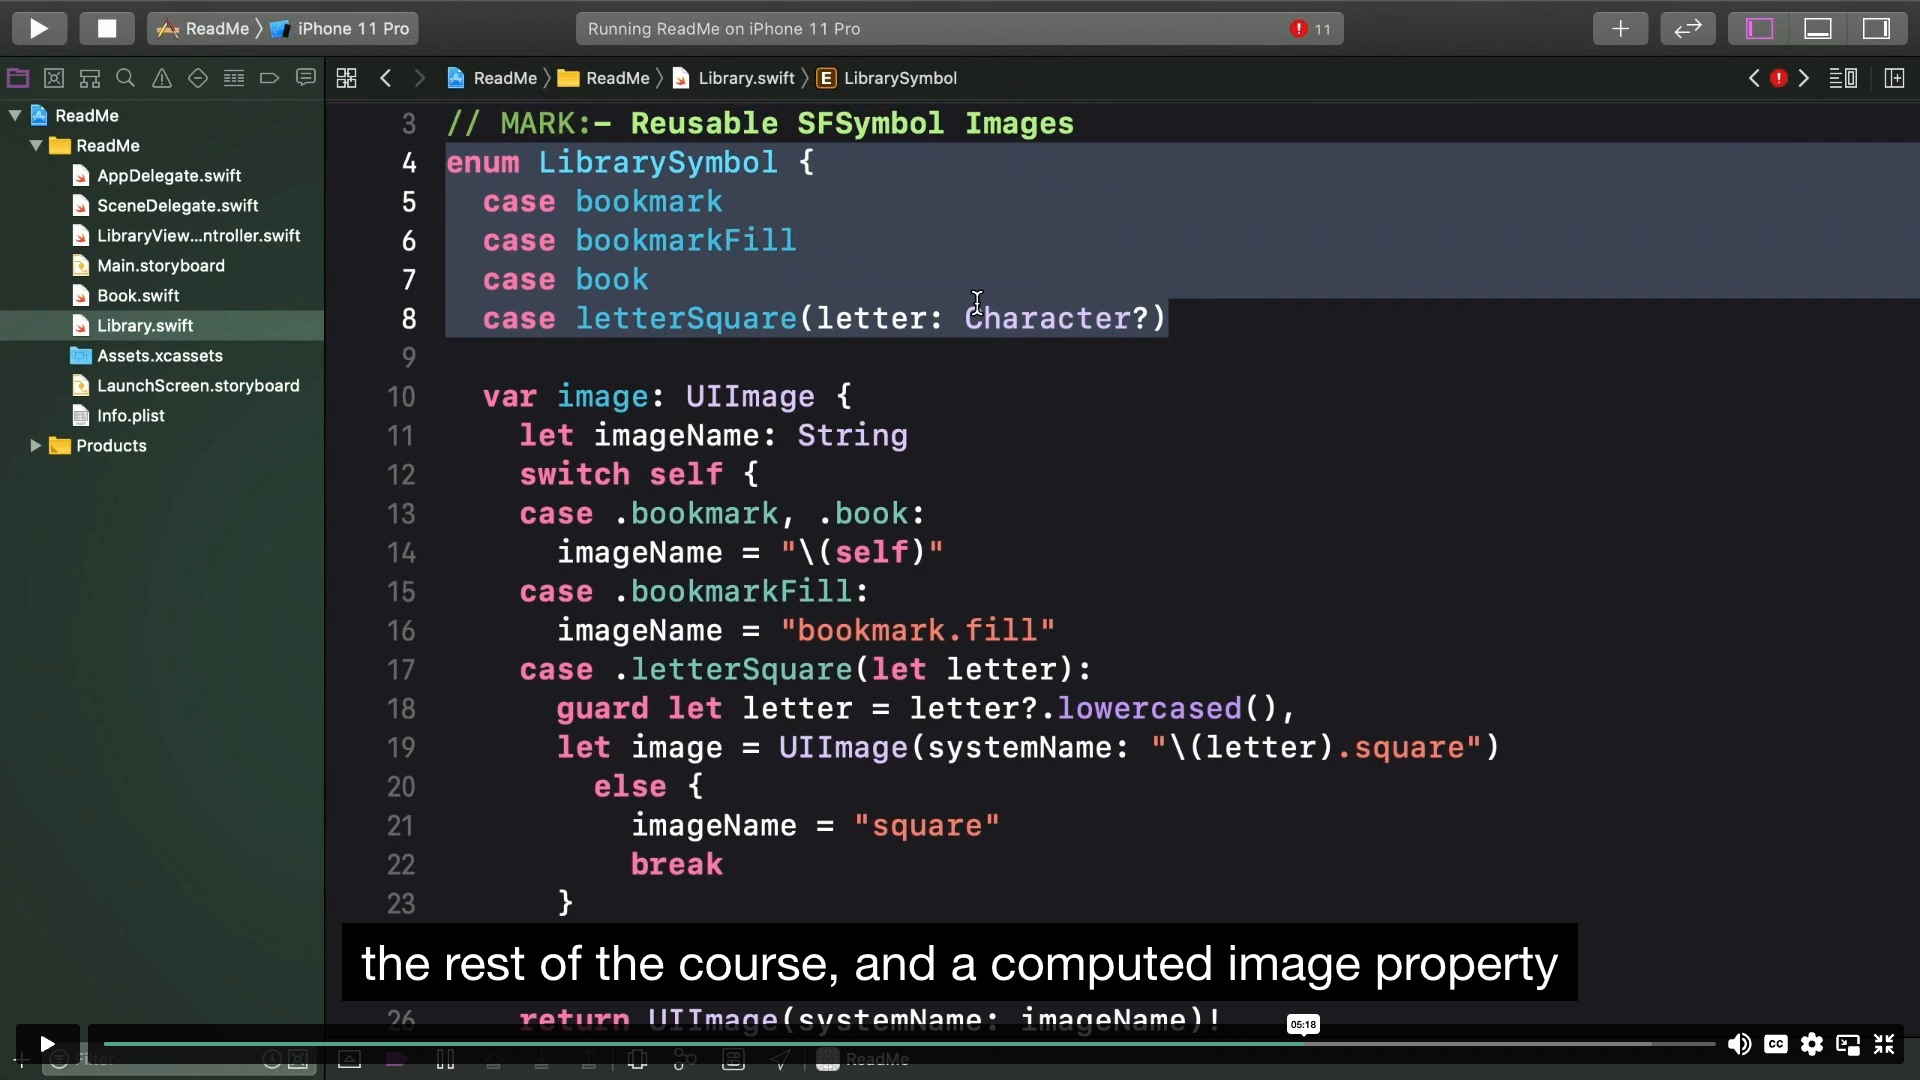 ReadMe
iPhone 11 Pro
Running ReadMe on iPhone 11 Pro
11
ReadMe
ReadMe
Library.swift
E
LibrarySymbol
ReadMe
ReadMe
AppDelegate.swift
SceneDelegate.swift
LibraryView...ntroller.swift
Main.storyboard
Book.swift
Library.swift
Assets.xcassets
LaunchScreen.storyboard
Info.plist
Products
3 // MARK:- Reusable SFSymbol Images
4 enum LibrarySymbol {
5 case bookmark
6 case bookmarkFill
7 case book
8 case letterSquare(letter: Character?)
9
10 var image: UIImage {
11 let imageName: String
12 switch self {
13 case .bookmark, .book:
14 imageName = "\(self)"
15 case .bookmarkFill:
16 imageName = "bookmark.fill"
17 case .letterSquare(let letter):
18 guard let letter = letter?.lowercased(),
19 let image = UIImage(systemName: "\(letter).square")
20 else {
21 imageName = "square"
22 break
23 }
the rest of the course, and a computed image property
26 return UIImage(systemName: imageName)!
05:18
CC
Filter
ReadMe